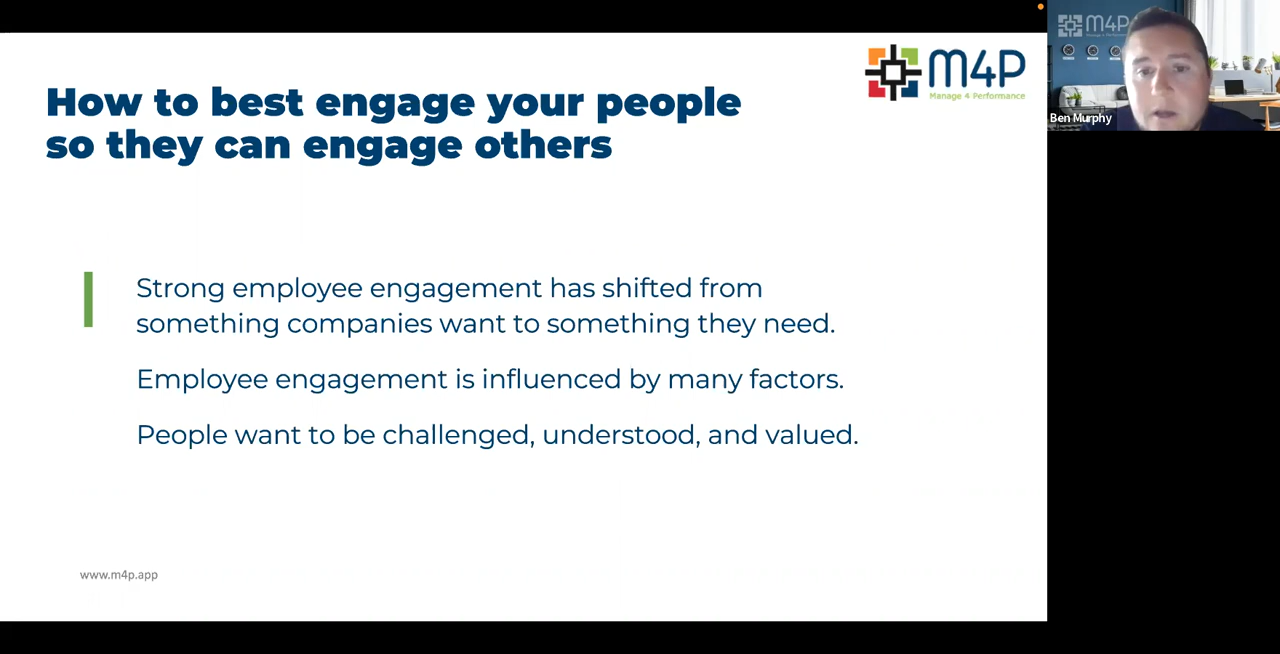 How to best engage your people
so they can engage others
M4P
Manage 4 Performance
Strong employee engagement has shifted from
something companies want to something they need.
Employee engagement is influenced by many factors.
People want to be challenged, understood, and valued.
www.m4p.app
M4P
Ben Murphy